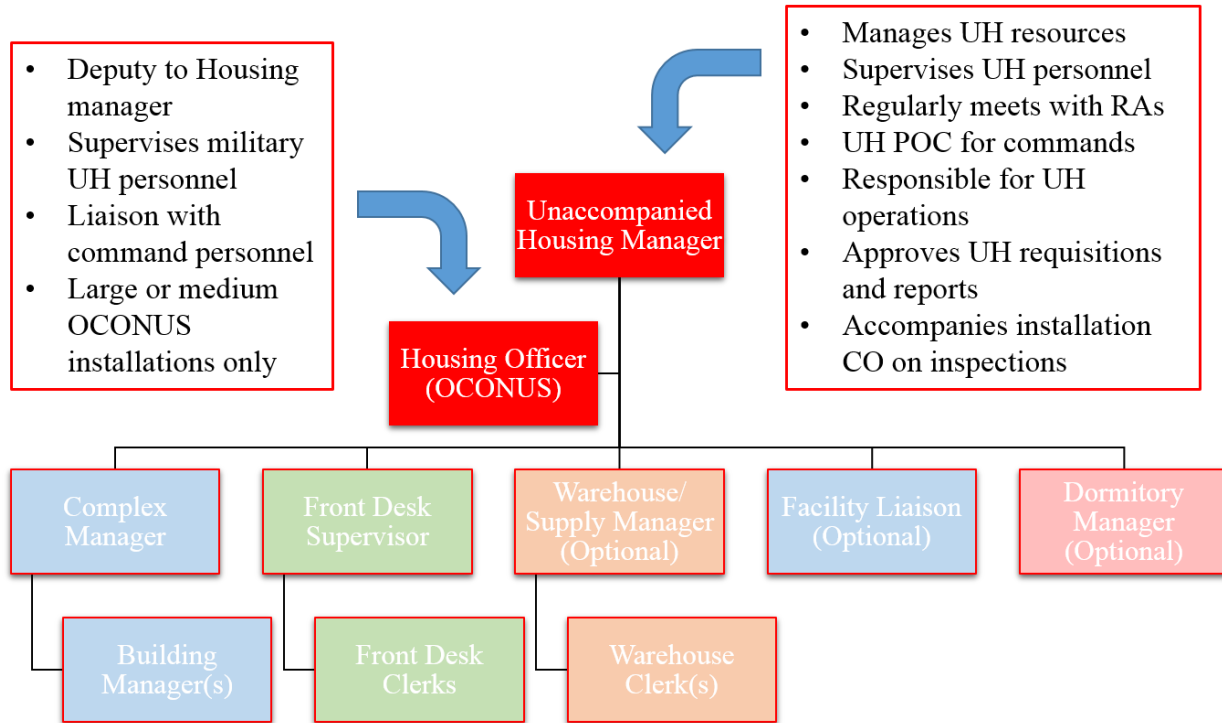 • Deputy to Housing
manager
• Supervises military
UH personnel
• Liaison with
command personnel
• Large or medium
OCONUS
installations only
• Manages UH resources
• Supervises UH personnel
• Regularly meets with RAs
• UH POC for commands
• Responsible for UH
operations
• Approves UH requisitions
and reports
• Accompanies installation
CO on inspections
Unaccompanied
Housing Manager
Housing Officer
(OCONUS)
Complex
Manager
Front Desk
Supervisor
Warehouse/
Supply Manager
(Optional)
Facility Liaison
(Optional)
Dormitory
Manager
(Optional)
Building
Manager(s)
Front Desk
Clerks
Warehouse
Clerk(s)